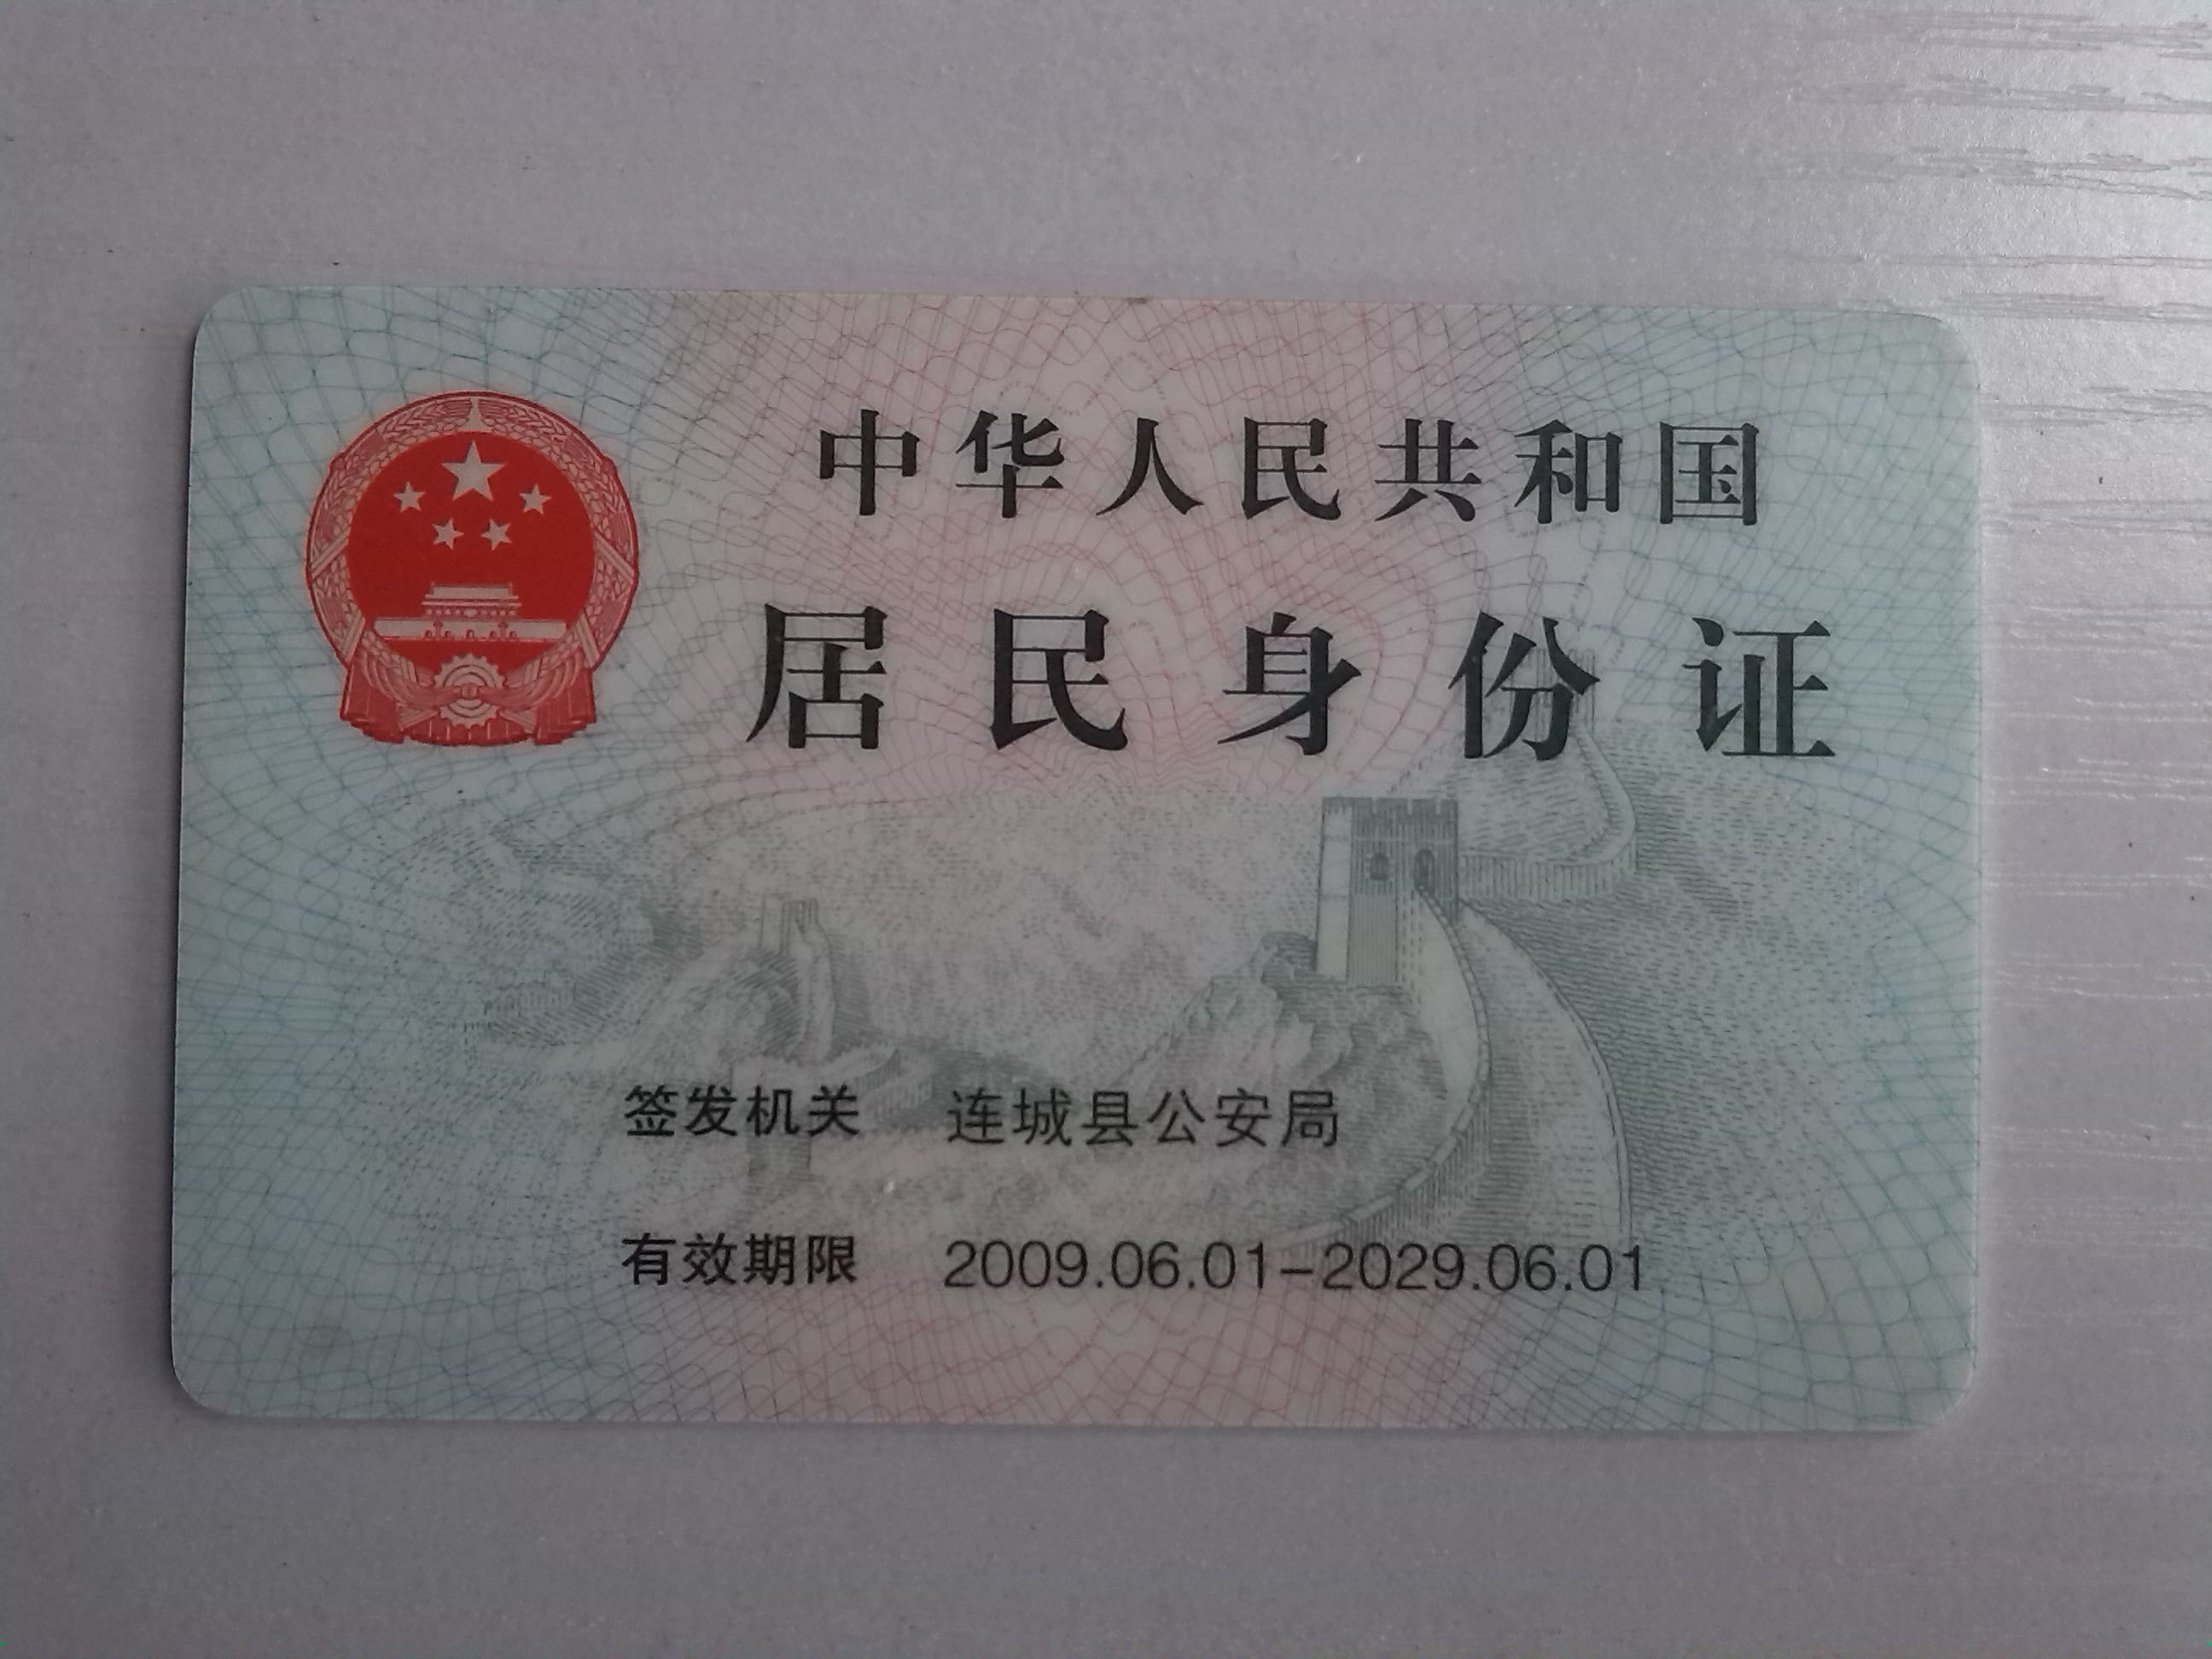 中华人民共和国
居民身份证
签发机关 连城县公安局
有效期限 2009.06.01-2029.06.01